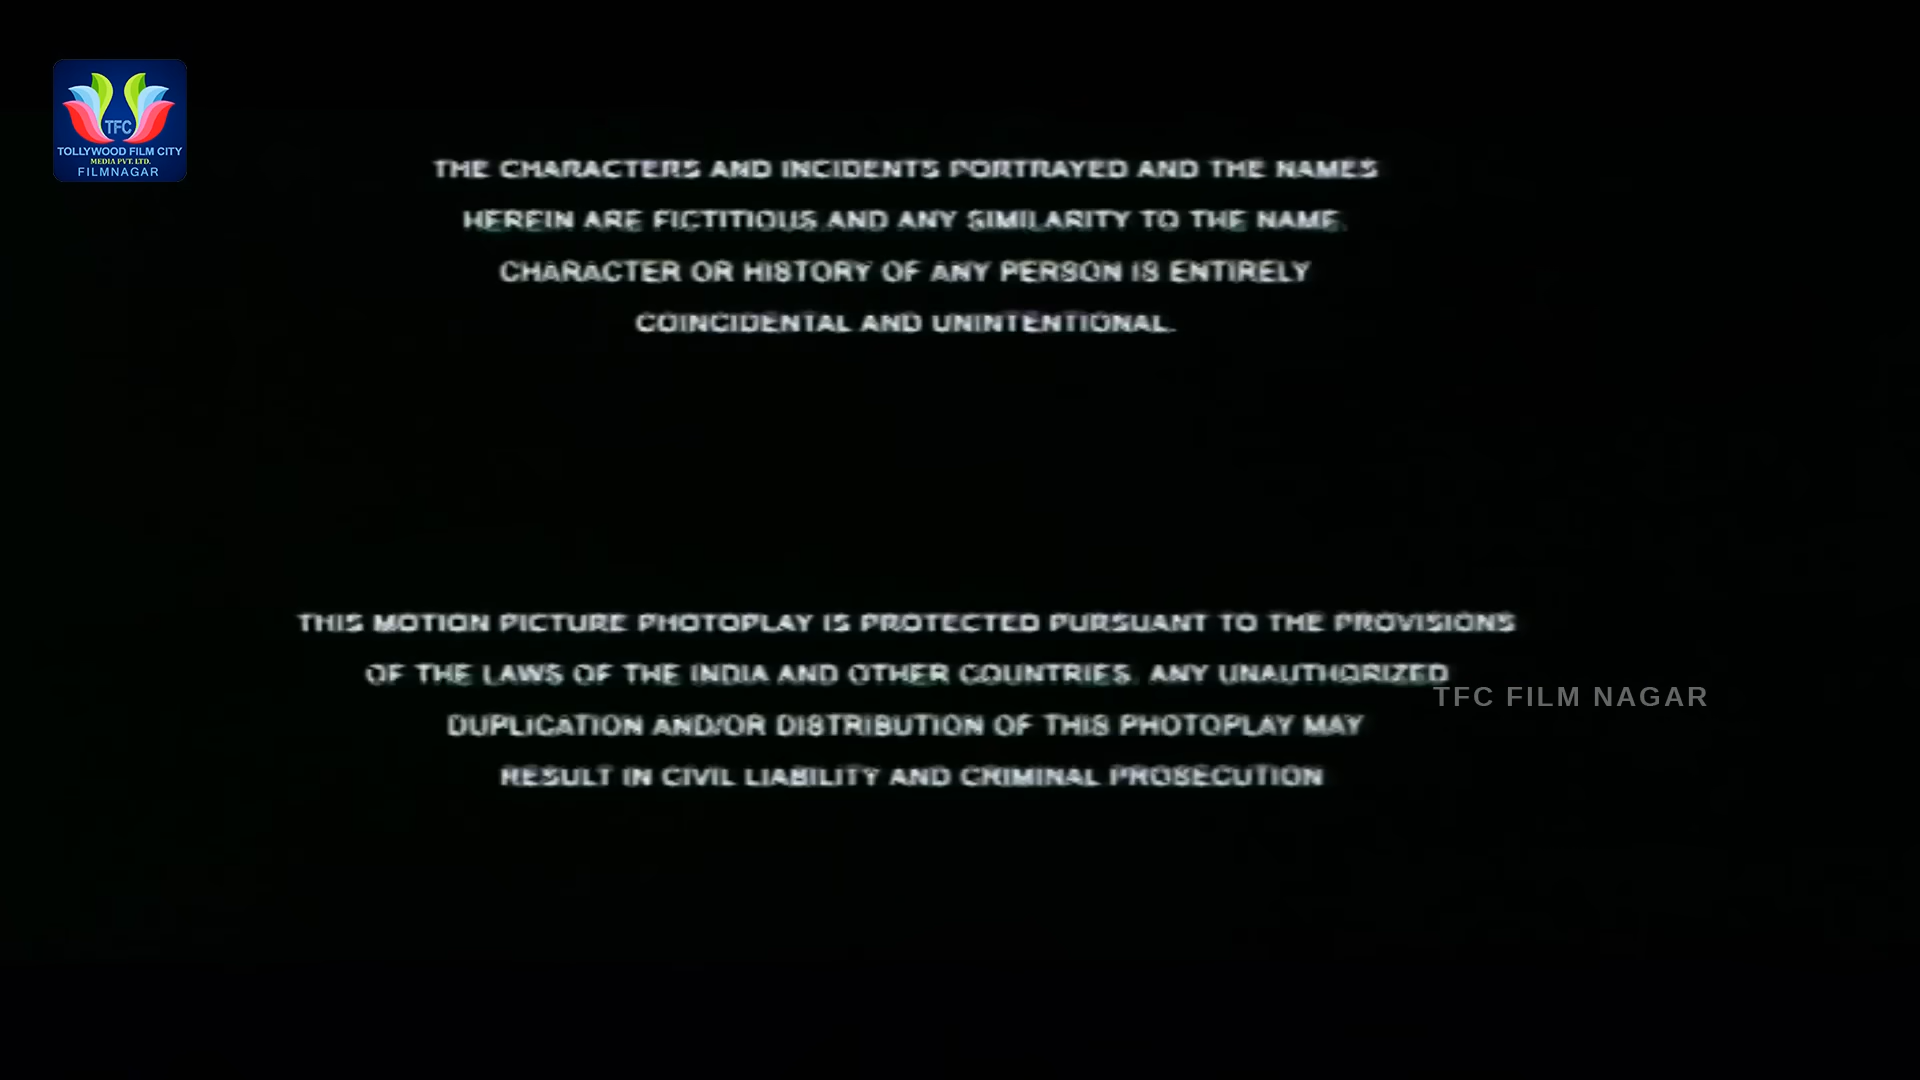 TFC
TOLLYWOOD FILM CITY
MEDIA PVT. LTD.
FILMNAGAR
THE CHARACTERS AND INCIDENTS PORTRAYED AND THE NAMES
HEREIN ARE FICTITIOUS AND ANY SIMILARITY TO THE NAME.
CHARACTER OR HISTORY OF ANY PERSON IS ENTIRELY
COINCIDENTAL AND UNINTENTIONAL.
THIS MOTION PICTURE PHOTOPLAY IS PROTECTED PURSUANT TO THE PROVISIONS
OF THE LAWS OF THE INDIA AND OTHER COUNTRIES. ANY UNAUTHORIZED
TFC FILM NAGAR
DUPLICATION AND/OR DISTRIBUTION OF THIS PHOTOPLAY MAY
RESULT IN CIVIL LIABILITY AND CRIMINAL PROSECUTION